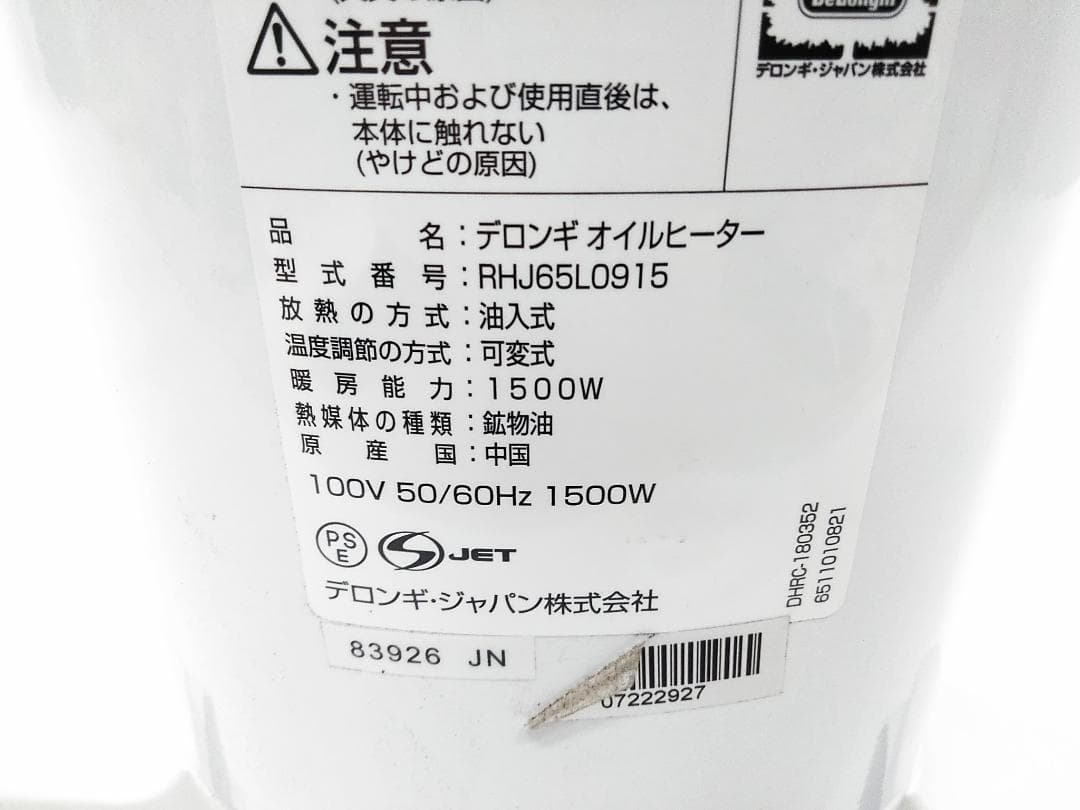 注意
・運転中および使用直後は、
本体に触れない
(やけどの原因)
デロンギ・ジャパン株式会社
品名：デロンギ オイルヒーター
型式番号：RHJ65L0915
放熱の方式：油入式
温度調節の方式：可変式
暖房能力：1500W
熱媒体の種類：鉱物油
原産国：中国
100V 50/60Hz 1500W
PS
E
JET
デロンギ・ジャパン株式会社
DHRC-180352
6511010821
83926 JN
07222927